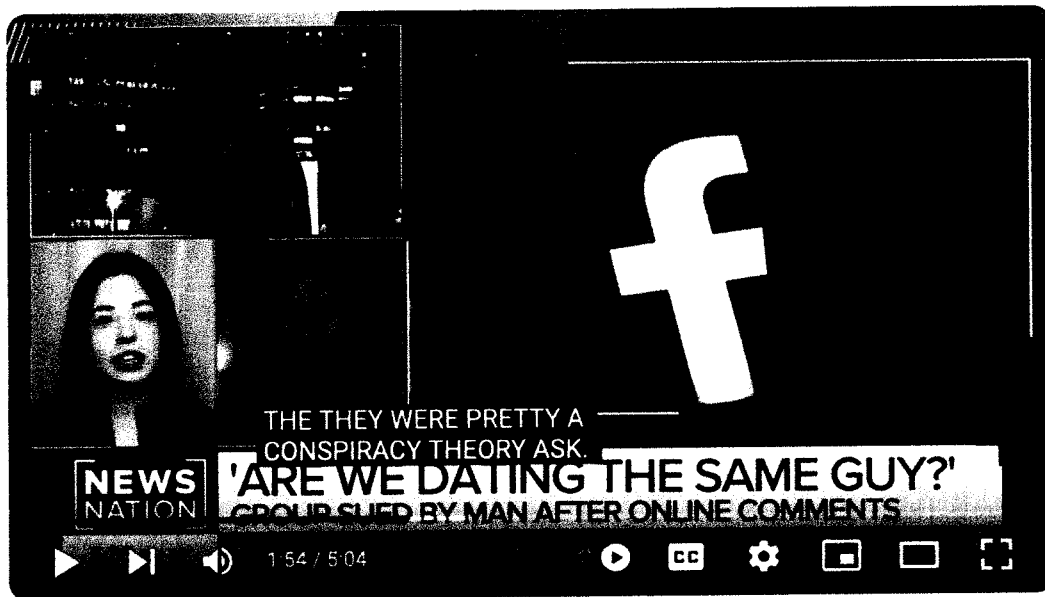 THE THEY WERE PRETTY A
CONSPIRACY THEORY ASK.
NEWS
NATION
'ARE WE DATING THE SAME GUY?'
GROUP SUED BY MAN AFTER ONLINE COMMENTS
1:54 / 5:04
CC